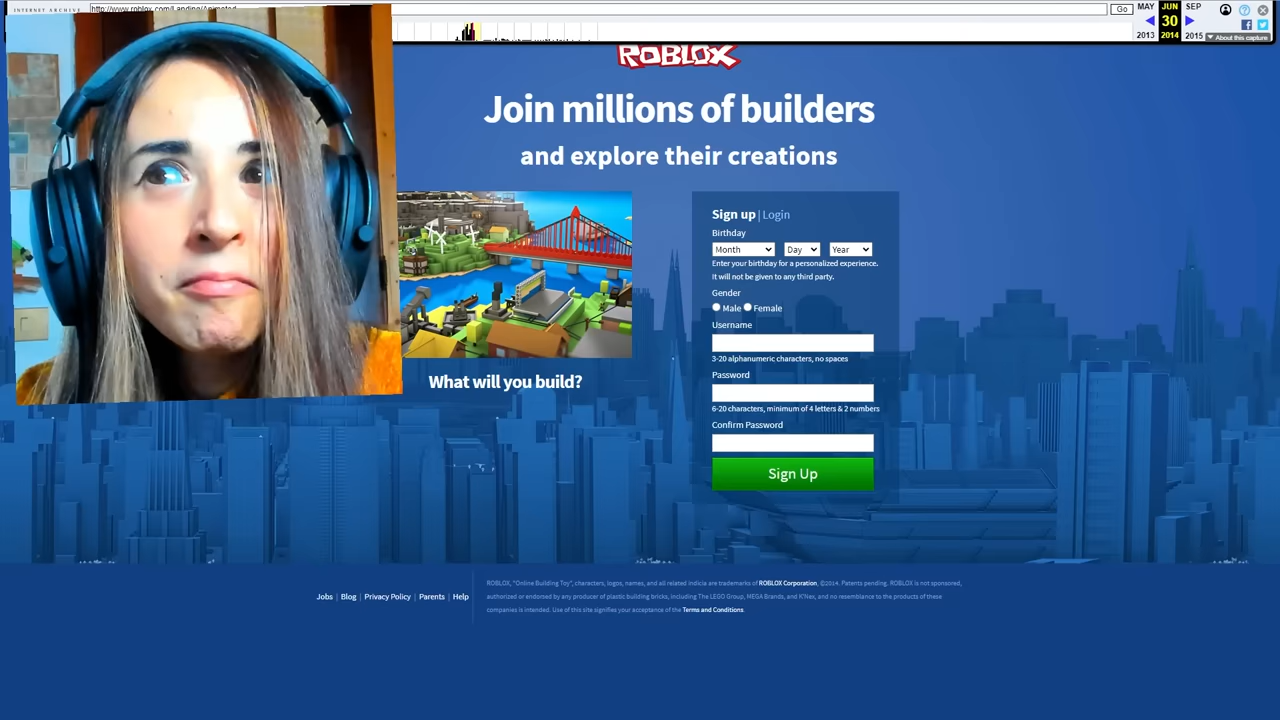 INTERNET ARCHIVE
http://www.roblox.com/Landing/Animated
Go
MAY JUN SEP
30
2013 2014 2015
About this capture
ROBLOX
Join millions of builders
and explore their creations
Sign up | Login
Birthday
Month Day Year
Enter your birthday for a personalized experience.
It will not be given to any third party.
Gender
Male Female
Username
3-20 alphanumeric characters, no spaces
Password
6-20 characters, minimum of 4 letters & 2 numbers
Confirm Password
Sign Up
What will you build?
Jobs | Blog | Privacy Policy | Parents | Help
ROBLOX, "Online Building Toy", characters, logos, names, and all related indicia are trademarks of ROBLOX Corporation, ©2014. Patents pending. ROBLOX is not sponsored,
authorized or endorsed by any producer of plastic building bricks, including The LEGO Group, MEGA Brands, and K'Nex, and no resemblance to the products of these
companies is intended. Use of this site signifies your acceptance of the Terms and Conditions.